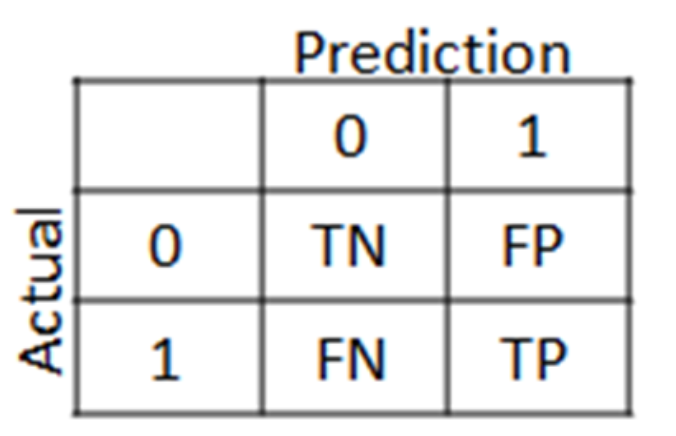 Prediction
0 1
Actual
0 TN FP
1 FN TP